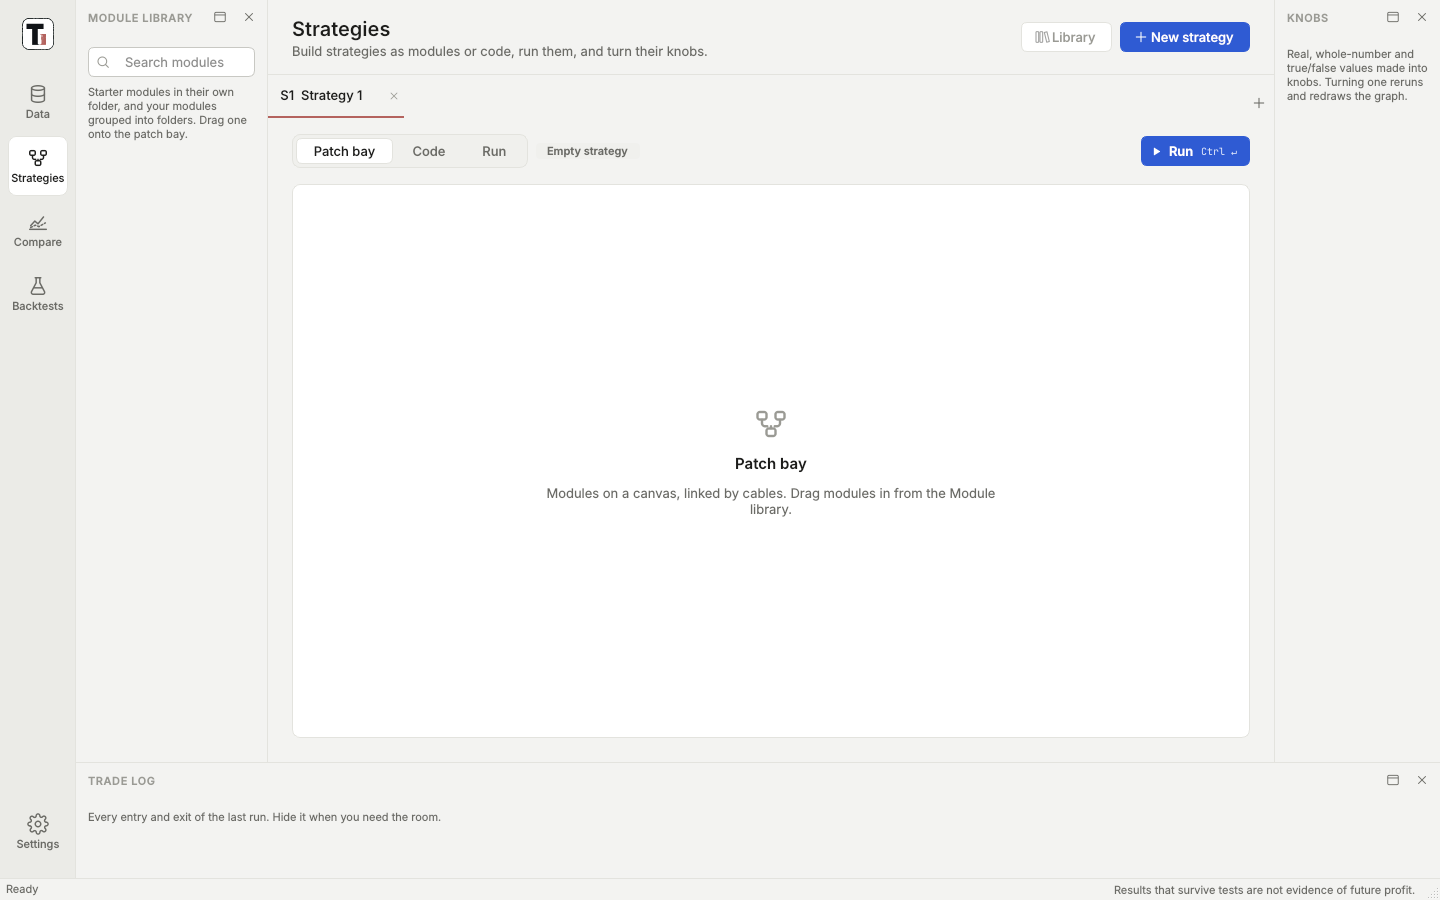 MODULE LIBRARY
Search modules
Starter modules in their own
folder, and your modules
grouped into folders. Drag one
onto the patch bay.
Data
Strategies
Compare
Backtests
Settings
Strategies
Build strategies as modules or code, run them, and turn their knobs.
Library
New strategy
S1 Strategy 1
Patch bay
Code
Run
Empty strategy
Run Ctrl ↵
Patch bay
Modules on a canvas, linked by cables. Drag modules in from the Module
library.
KNOBS
Real, whole-number and
true/false values made into
knobs. Turning one reruns
and redraws the graph.
TRADE LOG
Every entry and exit of the last run. Hide it when you need the room.
Ready
Results that survive tests are not evidence of future profit.